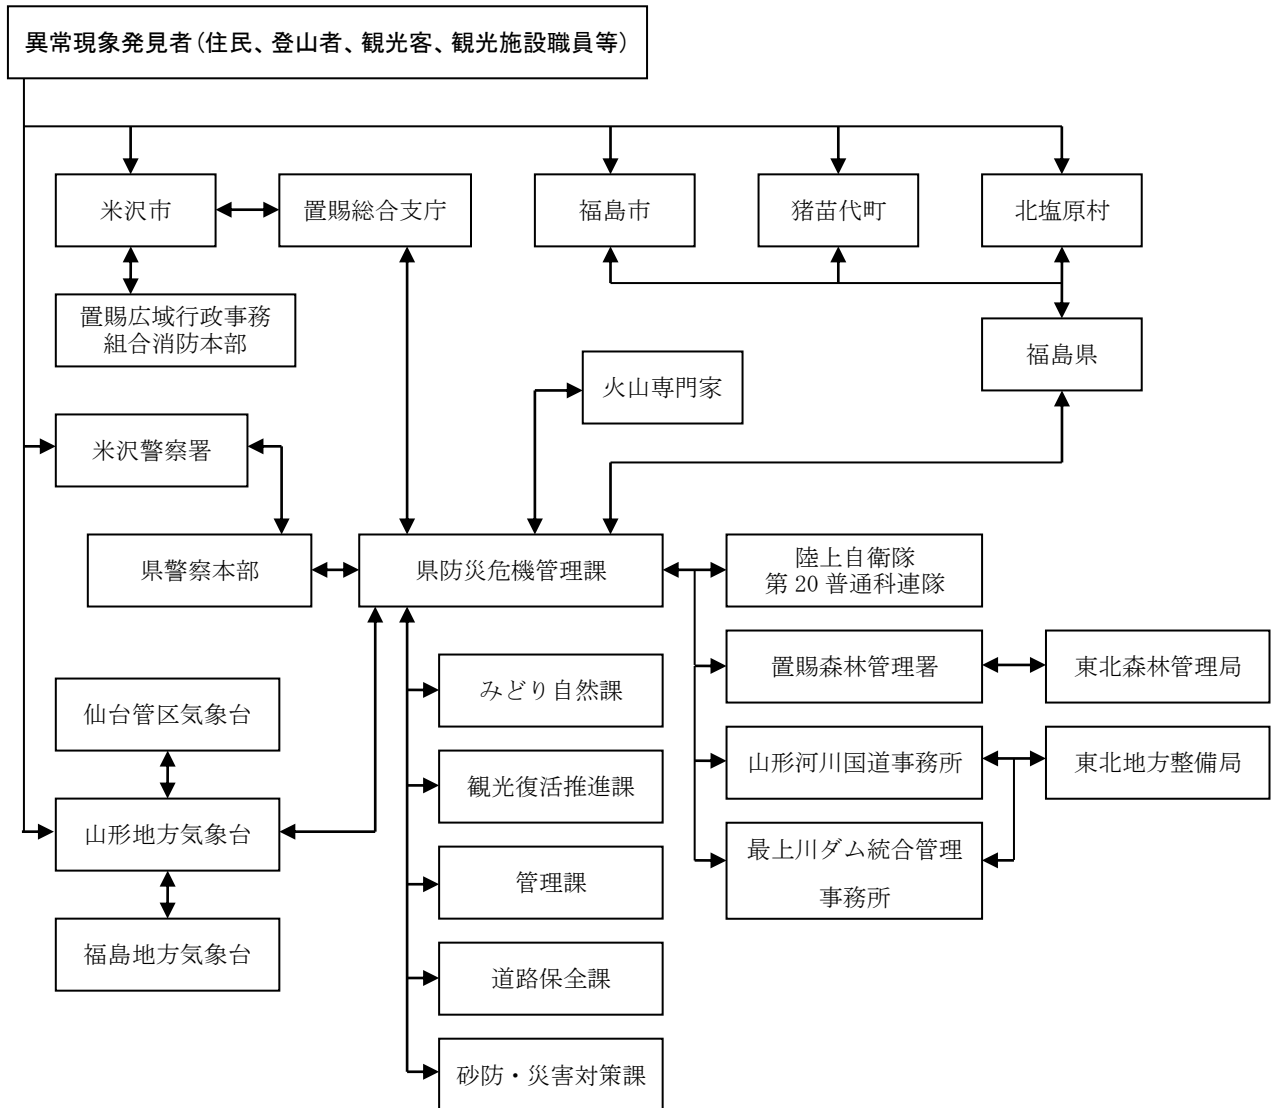 異常現象発見者(住民、登山者、観光客、観光施設職員等)
米沢市
置賜総合支庁
福島市
猪苗代町
北塩原村
置賜広域行政事務
組合消防本部
福島県
火山専門家
米沢警察署
県警察本部
県防災危機管理課
陸上自衛隊
第 20 普通科連隊
置賜森林管理署
東北森林管理局
みどり自然課
仙台管区気象台
山形河川国道事務所
東北地方整備局
観光復活推進課
山形地方気象台
最上川ダム統合管理
事務所
管理課
福島地方気象台
道路保全課
砂防・災害対策課